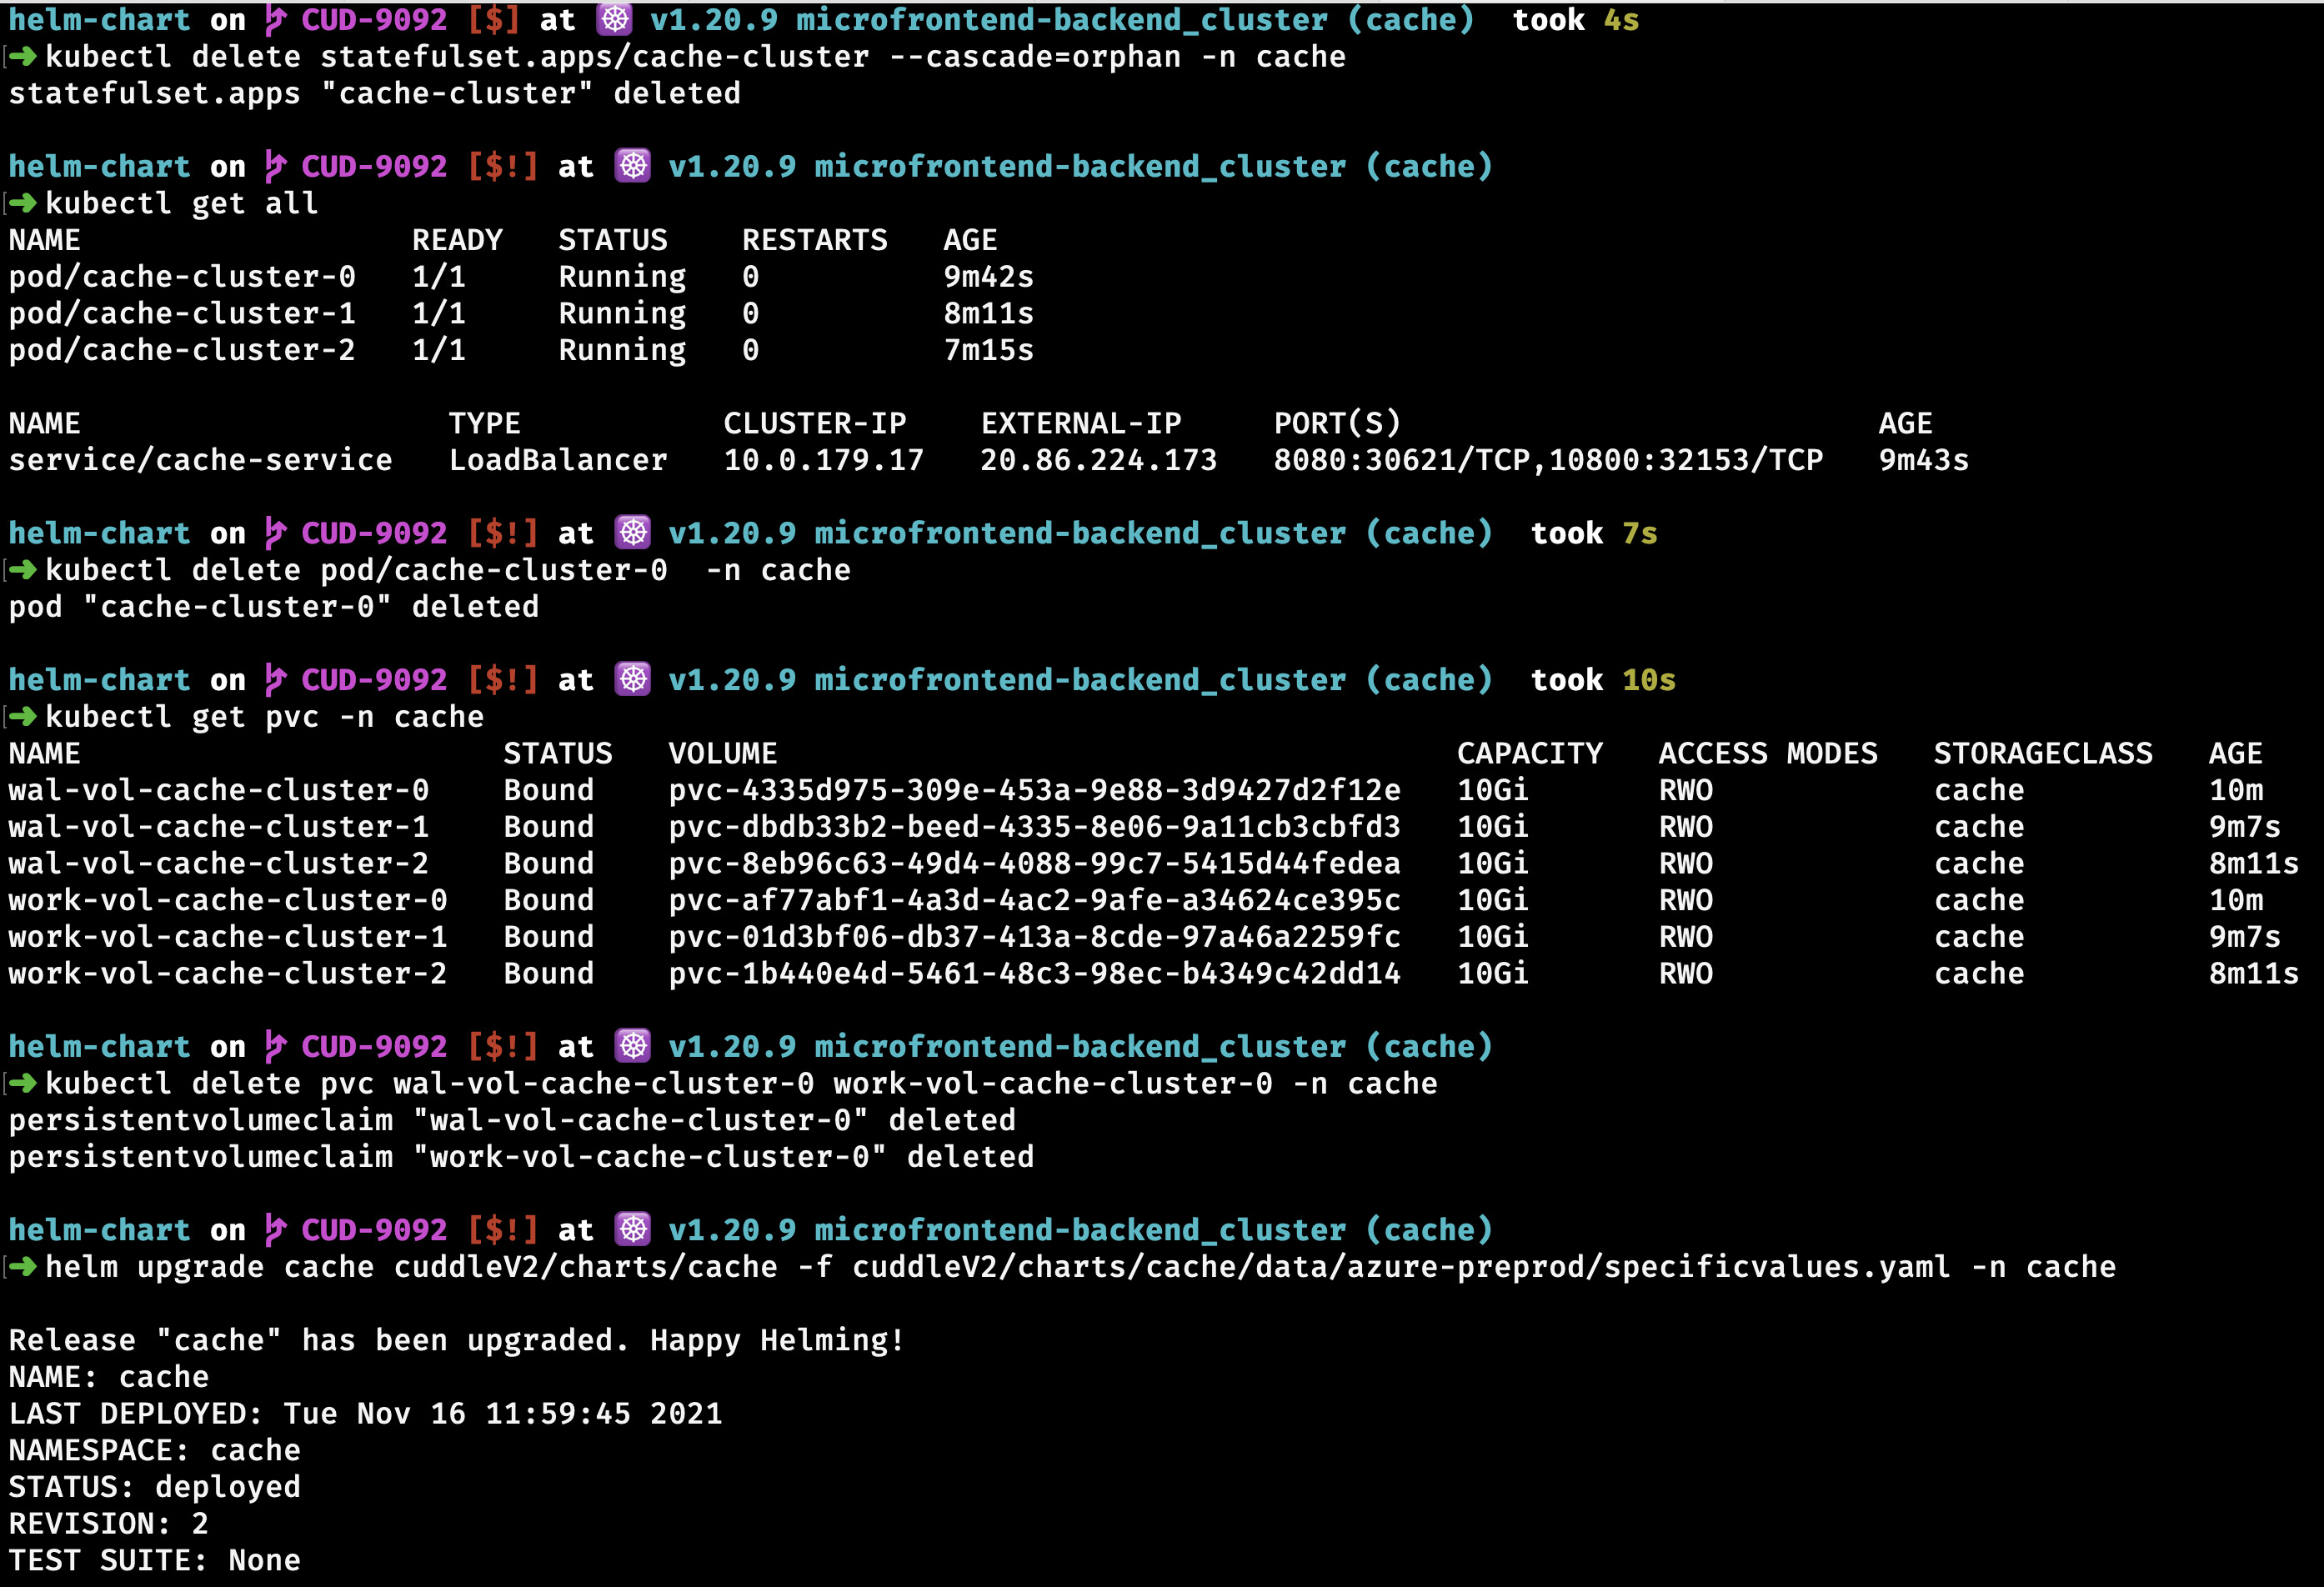 helm-chart on CUD-9092 [$] at v1.20.9 microfrontend-backend_cluster (cache) took 4s
➜ kubectl delete statefulset.apps/cache-cluster --cascade=orphan -n cache
statefulset.apps "cache-cluster" deleted
helm-chart on CUD-9092 [$!] at v1.20.9 microfrontend-backend_cluster (cache)
➜ kubectl get all
NAME READY STATUS RESTARTS AGE
pod/cache-cluster-0 1/1 Running 0 9m42s
pod/cache-cluster-1 1/1 Running 0 8m11s
pod/cache-cluster-2 1/1 Running 0 7m15s
NAME TYPE CLUSTER-IP EXTERNAL-IP PORT(S) AGE
service/cache-service LoadBalancer 10.0.179.17 20.86.224.173 8080:30621/TCP,10800:32153/TCP 9m43s
helm-chart on CUD-9092 [$!] at v1.20.9 microfrontend-backend_cluster (cache) took 7s
➜ kubectl delete pod/cache-cluster-0 -n cache
pod "cache-cluster-0" deleted
helm-chart on CUD-9092 [$!] at v1.20.9 microfrontend-backend_cluster (cache) took 10s
➜ kubectl get pvc -n cache
NAME STATUS VOLUME CAPACITY ACCESS MODES STORAGECLASS AGE
wal-vol-cache-cluster-0 Bound pvc-4335d975-309e-453a-9e88-3d9427d2f12e 10Gi RWO cache 10m
wal-vol-cache-cluster-1 Bound pvc-dbdb33b2-beed-4335-8e06-9a11cb3cbfd3 10Gi RWO cache 9m7s
wal-vol-cache-cluster-2 Bound pvc-8eb96c63-49d4-4088-99c7-5415d44fedea 10Gi RWO cache 8m11s
work-vol-cache-cluster-0 Bound pvc-af77abf1-4a3d-4ac2-9afe-a34624ce395c 10Gi RWO cache 10m
work-vol-cache-cluster-1 Bound pvc-01d3bf06-db37-413a-8cde-97a46a2259fc 10Gi RWO cache 9m7s
work-vol-cache-cluster-2 Bound pvc-1b440e4d-5461-48c3-98ec-b4349c42dd14 10Gi RWO cache 8m11s
helm-chart on CUD-9092 [$!] at v1.20.9 microfrontend-backend_cluster (cache)
➜ kubectl delete pvc wal-vol-cache-cluster-0 work-vol-cache-cluster-0 -n cache
persistentvolumeclaim "wal-vol-cache-cluster-0" deleted
persistentvolumeclaim "work-vol-cache-cluster-0" deleted
helm-chart on CUD-9092 [$!] at v1.20.9 microfrontend-backend_cluster (cache)
➜ helm upgrade cache cuddleV2/charts/cache -f cuddleV2/charts/cache/data/azure-preprod/specificvalues.yaml -n cache
Release "cache" has been upgraded. Happy Helming!
NAME: cache
LAST DEPLOYED: Tue Nov 16 11:59:45 2021
NAMESPACE: cache
STATUS: deployed
REVISION: 2
TEST SUITE: None